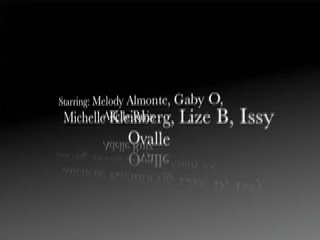 Starring: Melody Almonte, Gaby O,
Michelle Kleinberg, Lize B, Issy
Ovalle